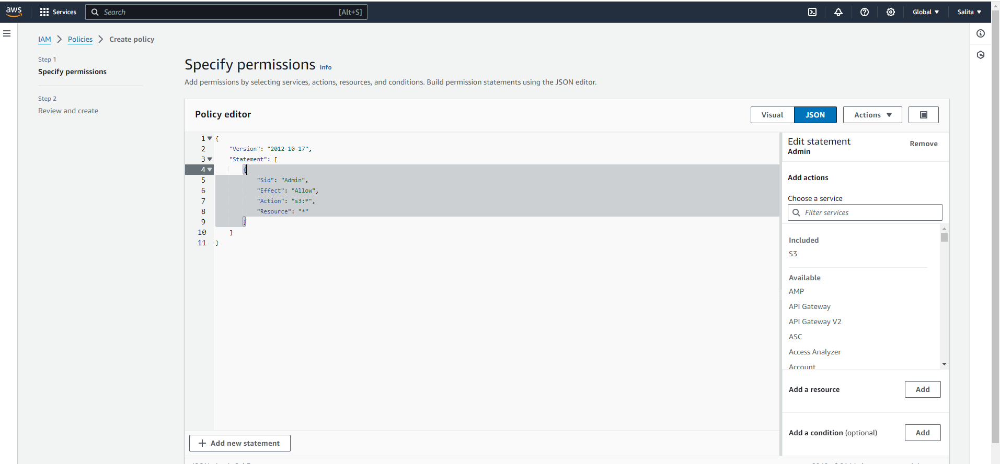 aws
Services
Search
[Alt+S]
Global
Salita
IAM
Policies
Create policy
Step 1
Specify permissions
Step 2
Review and create
Specify permissions Info
Add permissions by selecting services, actions, resources, and conditions. Build permission statements using the JSON editor.
Policy editor
Visual
JSON
Actions
1 {
2 "Version": "2012-10-17",
3 "Statement": [
4 {
5 "Sid": "Admin",
6 "Effect": "Allow",
7 "Action": "s3:*",
8 "Resource": "*"
9 }
10 ]
11 }
Add new statement
Edit statement
Remove
Admin
Add actions
Choose a service
Filter services
Included
S3
Available
AMP
API Gateway
API Gateway V2
ASC
Access Analyzer
Account
Add a resource
Add
Add a condition (optional)
Add